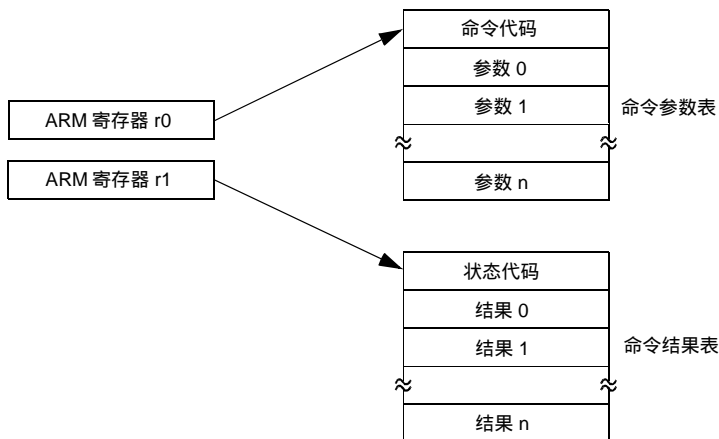 命令代码
参数 0
参数 1
参数 n
命令参数表
ARM 寄存器 r0
ARM 寄存器 r1
状态代码
结果 0
结果 1
结果 n
命令结果表